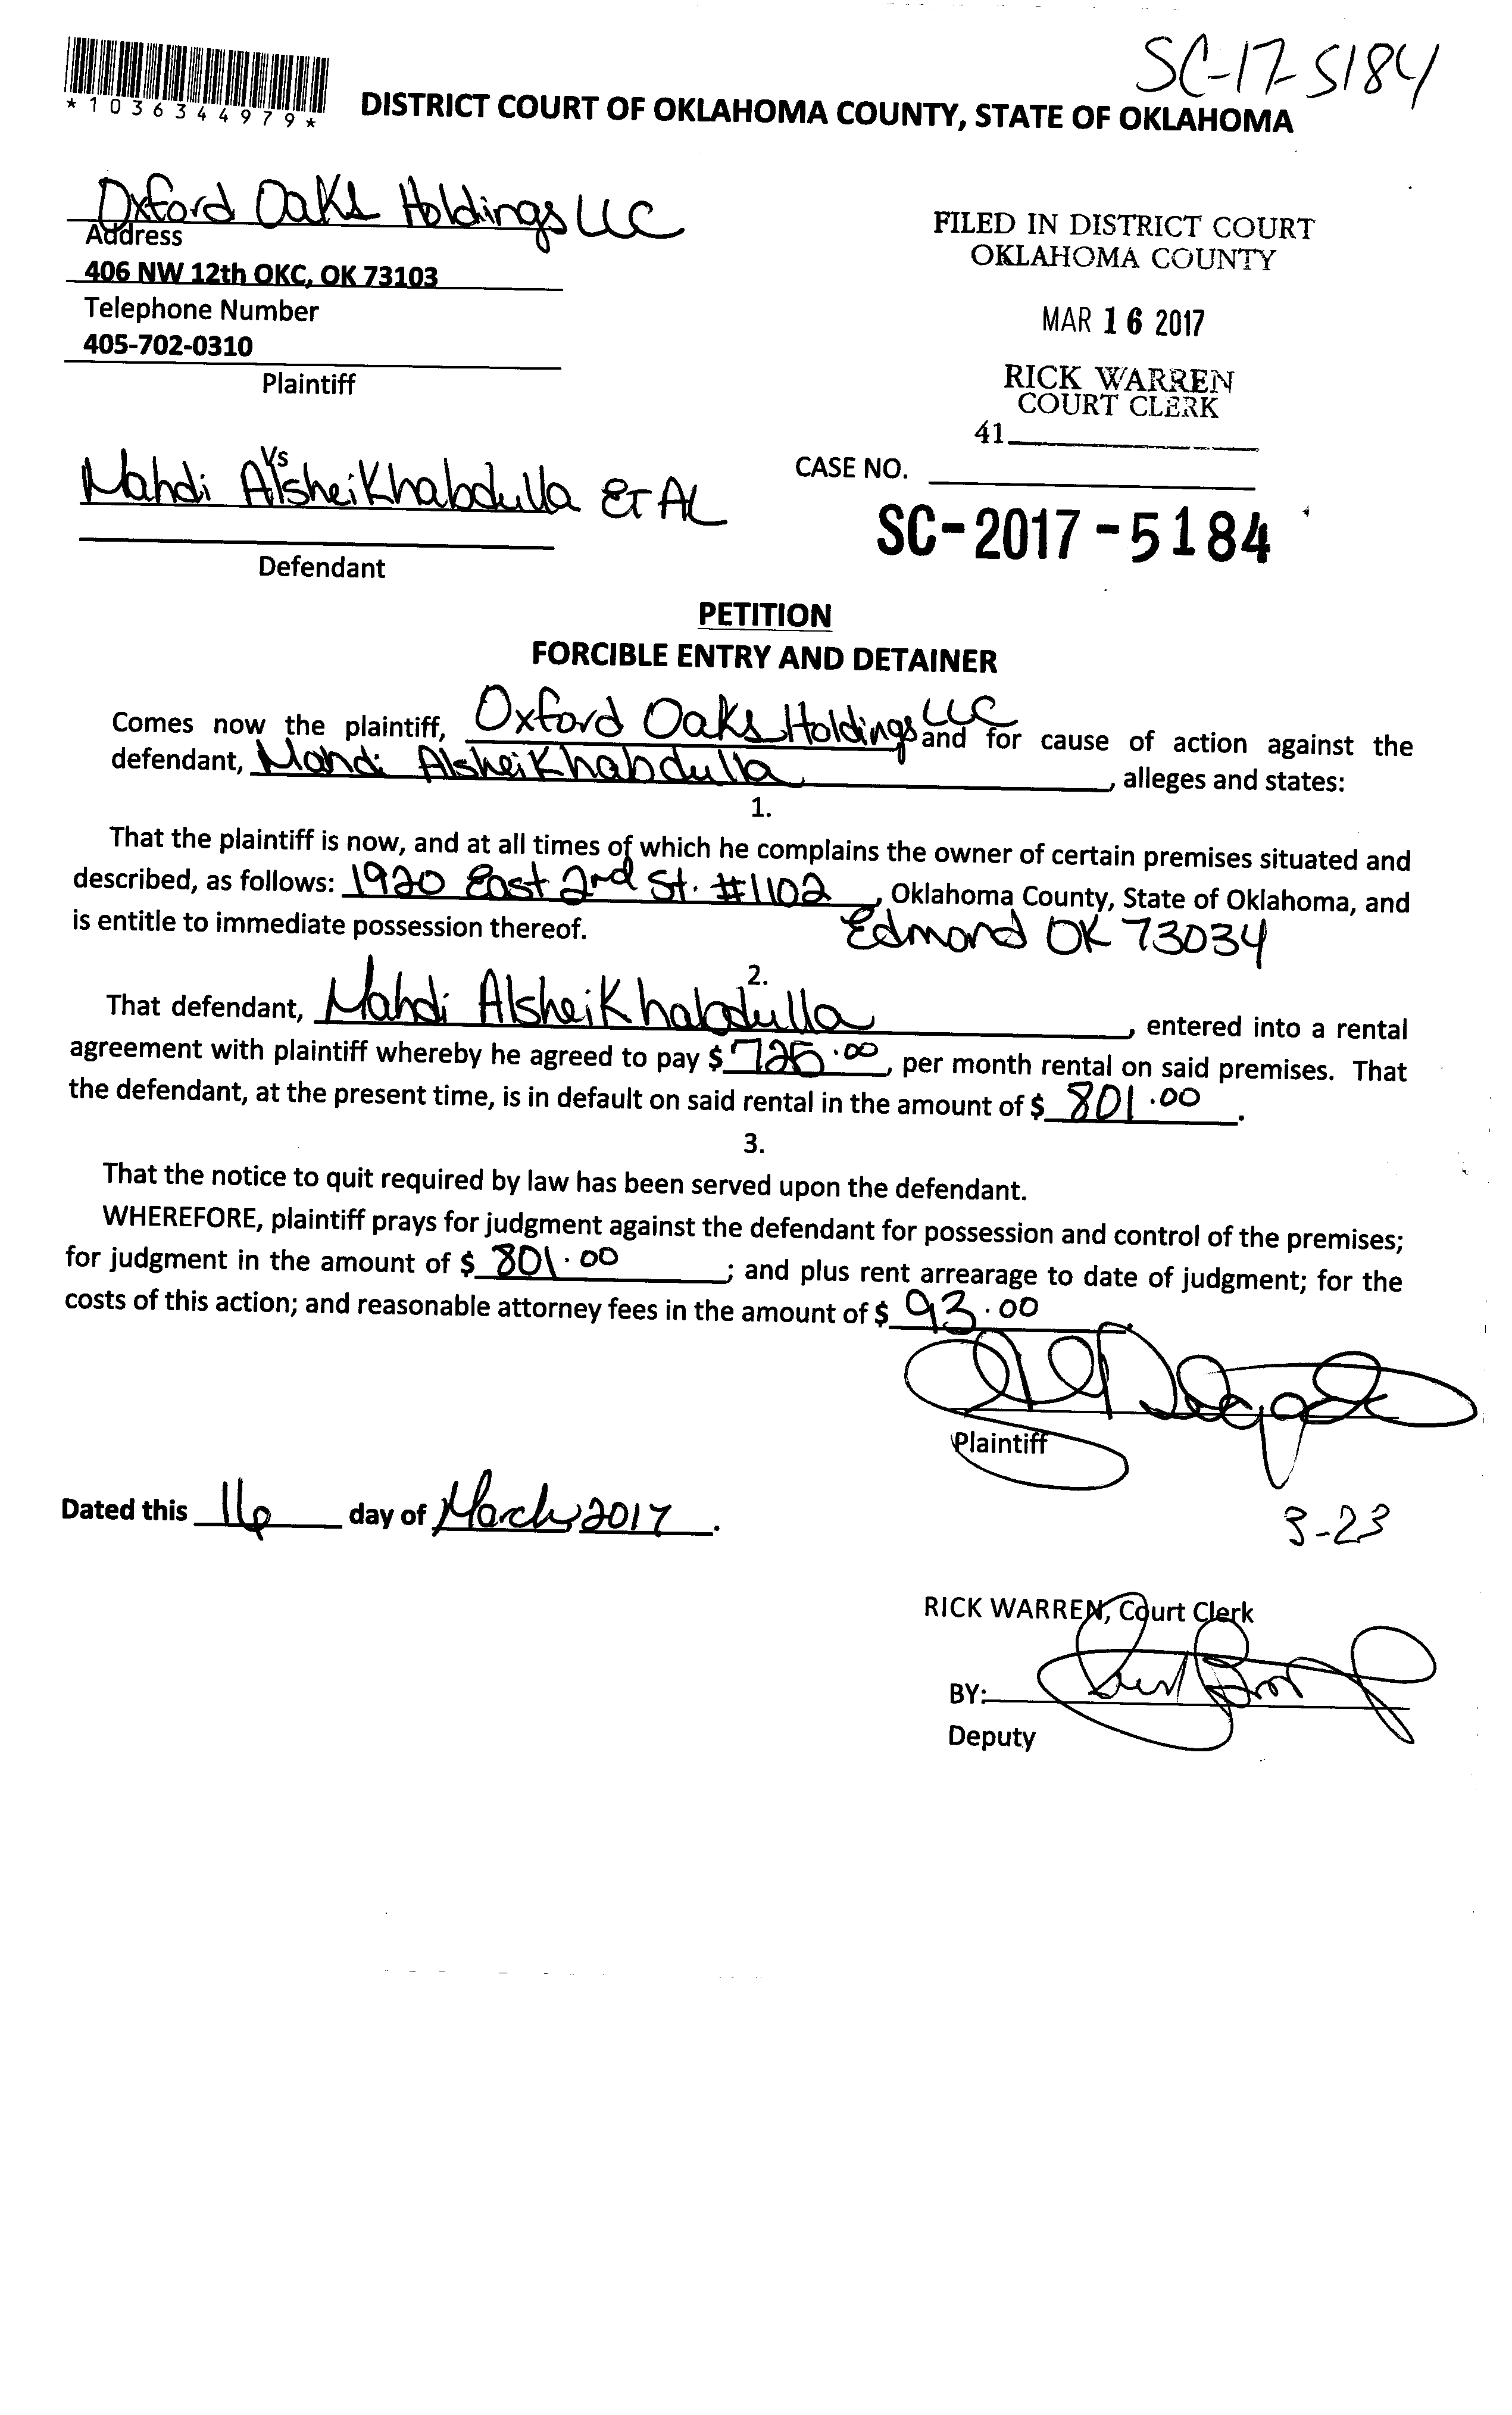 SC-17-5184
*1036344979*
DISTRICT COURT OF OKLAHOMA COUNTY, STATE OF OKLAHOMA
Oxford Oaks Holdings LLC
Address
406 NW 12th OKC, OK 73103
Telephone Number
405-702-0310
Plaintiff
FILED IN DISTRICT COURT
OKLAHOMA COUNTY
MAR 16 2017
RICK WARREN
COURT CLERK
41
Vs
Mahdi Alsheikhabdulla Et AL
Defendant
CASE NO.
SC-2017-5184
PETITION
FORCIBLE ENTRY AND DETAINER
Comes now the plaintiff, Oxford Oaks Holdings LLC and for cause of action against the
defendant, Mahdi Alsheikhabdulla, alleges and states:
1.
That the plaintiff is now, and at all times of which he complains the owner of certain premises situated and
described, as follows: 1920 East 2nd St. #1102, Oklahoma County, State of Oklahoma, and
is entitle to immediate possession thereof. Edmond OK 73034
2.
That defendant, Mahdi Alsheikhabdulla, entered into a rental
agreement with plaintiff whereby he agreed to pay $725.00, per month rental on said premises. That
the defendant, at the present time, is in default on said rental in the amount of $ 801.00.
3.
That the notice to quit required by law has been served upon the defendant.
WHEREFORE, plaintiff prays for judgment against the defendant for possession and control of the premises;
for judgment in the amount of $ 801.00; and plus rent arrearage to date of judgment; for the
costs of this action; and reasonable attorney fees in the amount of $ 93.00
Plaintiff
Dated this 16 day of March, 2017.
3-23
RICK WARREN, Court Clerk
BY:
Deputy